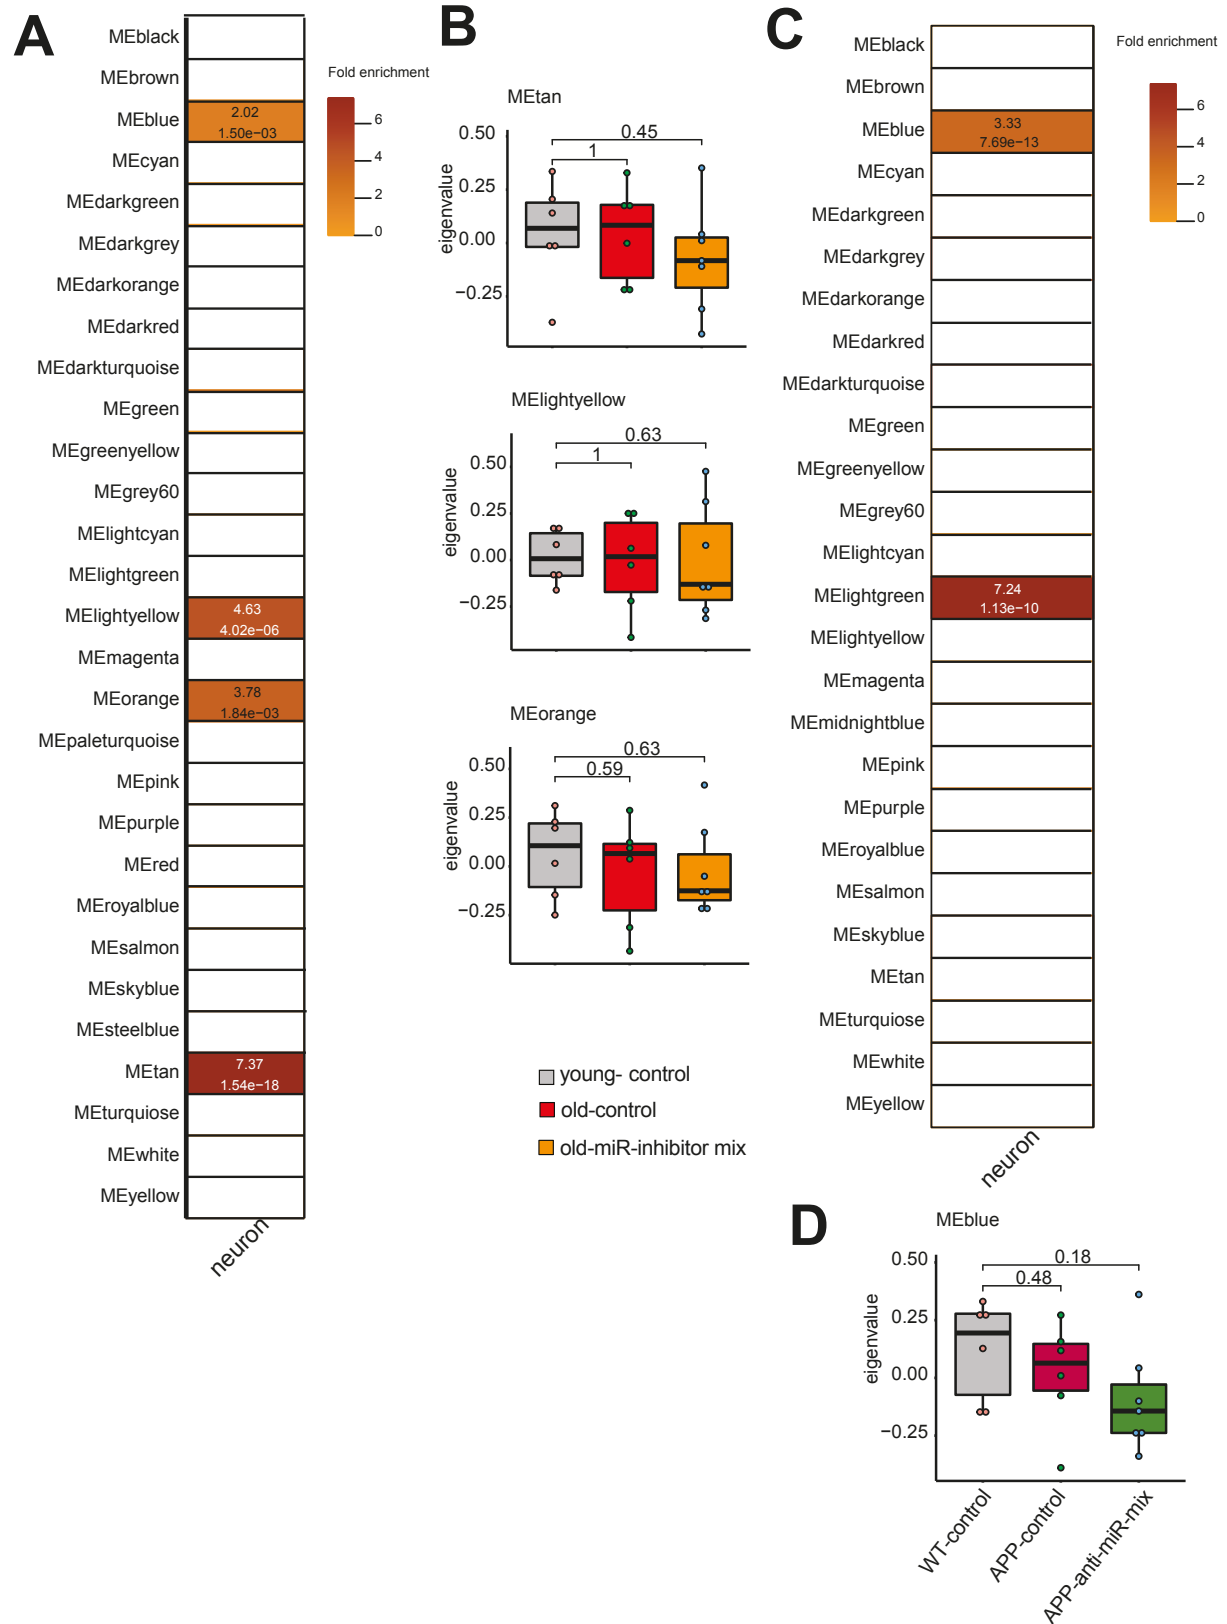 A
MEblack
MEbrown
MEblue
2.02
1.50e−03
MEcyan
MEdarkgreen
MEdarkgrey
MEdarkorange
MEdarkred
MEdarkturquoise
MEgreen
MEgreenyellow
MEgrey60
MElightcyan
MElightgreen
MElightyellow
4.63
4.02e−06
MEmagenta
MEorange
3.78
1.84e−03
MEpaleturquoise
MEpink
MEpurple
MEred
MEroyalblue
MEsalmon
MEskyblue
MEsteelblue
MEtan
7.37
1.54e−18
MEturquiose
MEwhite
MEyellow
neuron
Fold enrichment
6
4
2
0
B
MEtan
eigenvalue
0.50
0.25
0.00
−0.25
0.45
1
MElightyellow
eigenvalue
0.50
0.25
0.00
−0.25
0.63
1
MEorange
eigenvalue
0.50
0.25
0.00
−0.25
0.63
0.59
young- control
old-control
old-miR-inhibitor mix
C
MEblack
MEbrown
MEblue
3.33
7.69e−13
MEcyan
MEdarkgreen
MEdarkgrey
MEdarkorange
MEdarkred
MEdarkturquoise
MEgreen
MEgreenyellow
MEgrey60
MElightcyan
MElightgreen
7.24
1.13e−10
MElightyellow
MEmagenta
MEmidnightblue
MEpink
MEpurple
MEroyalblue
MEsalmon
MEskyblue
MEtan
MEturquiose
MEwhite
MEyellow
neuron
Fold enrichment
6
4
2
0
D
MEblue
eigenvalue
0.50
0.25
0.00
−0.25
0.18
0.48
WT-control
APP-control
APP-anti-miR-mix